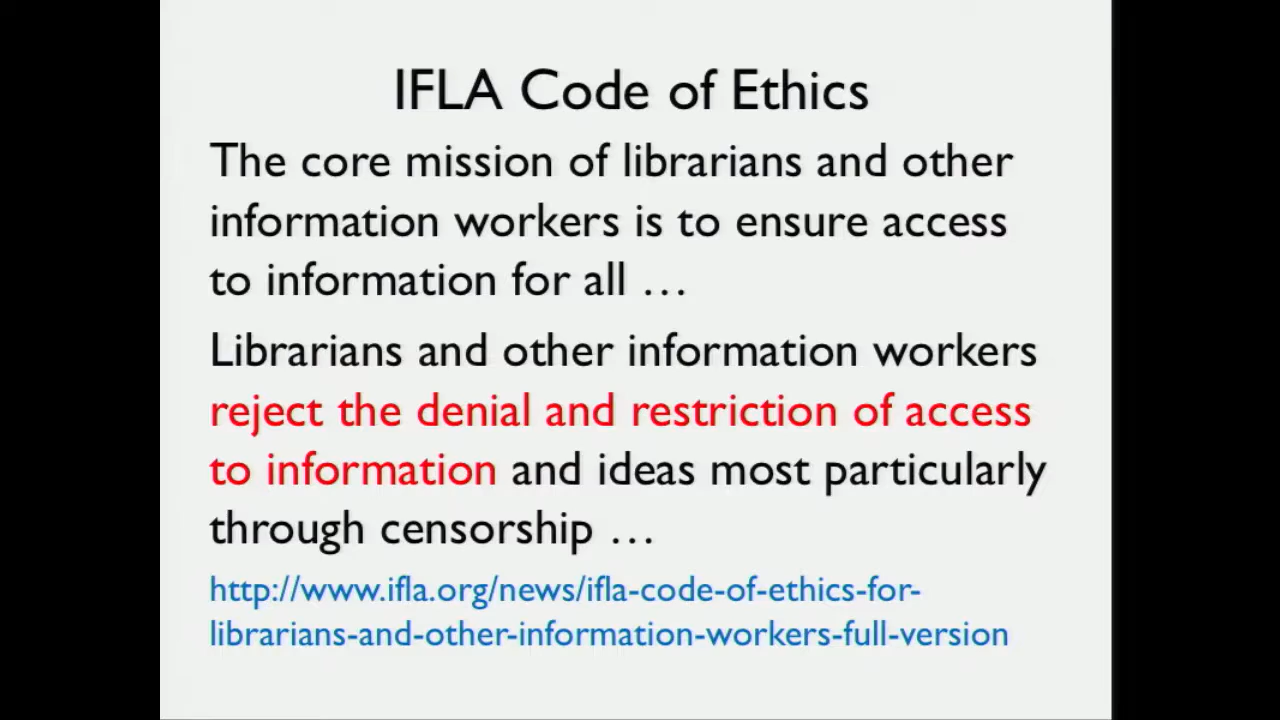 IFLA Code of Ethics
The core mission of librarians and other
information workers is to ensure access
to information for all …
Librarians and other information workers
reject the denial and restriction of access
to information and ideas most particularly
through censorship …
http://www.ifla.org/news/ifla-code-of-ethics-for-
librarians-and-other-information-workers-full-version